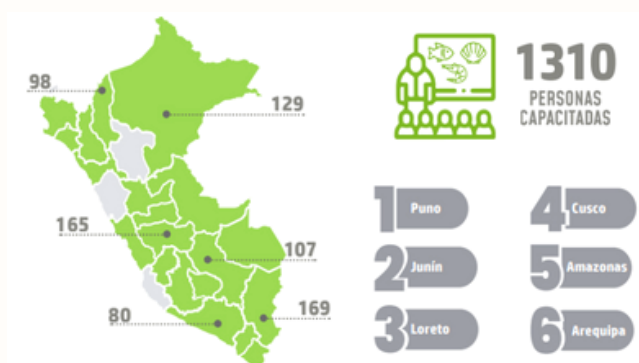 98
129
165
107
80
169
1310
PERSONAS
CAPACITADAS
1 Puno
2 Junín
3 Loreto
4 Cusco
5 Amazonas
6 Arequipa